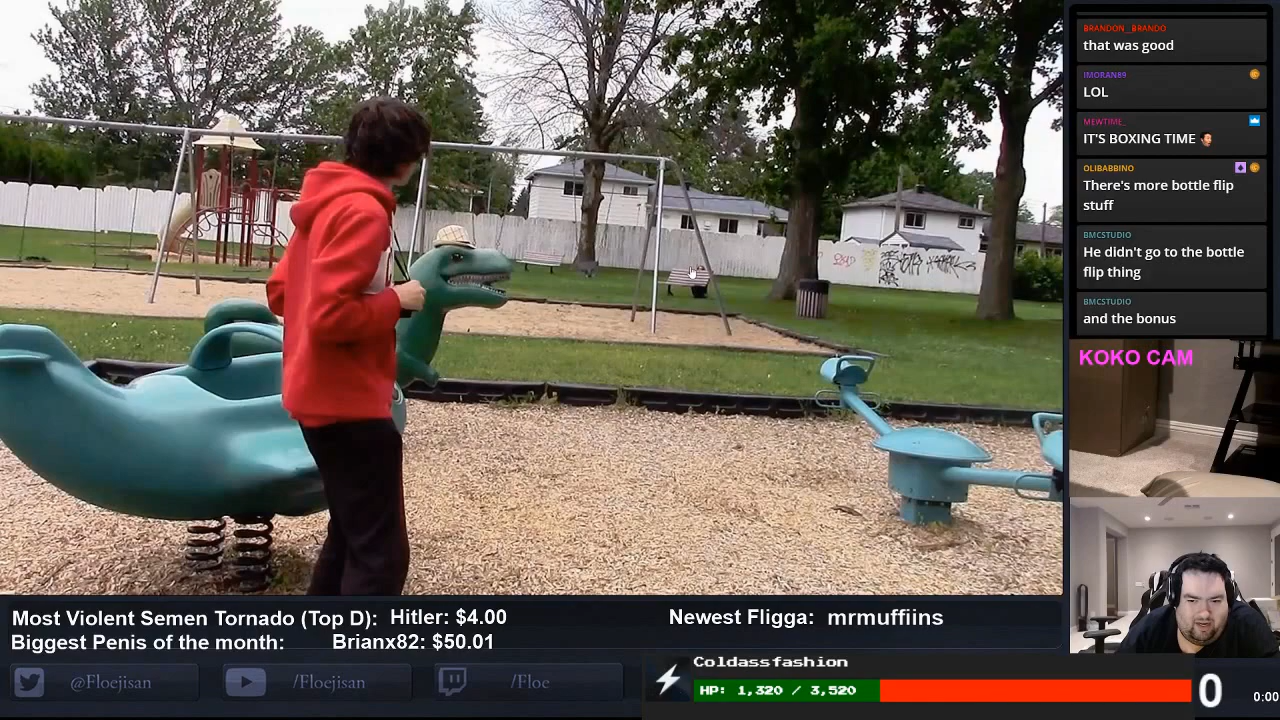 BRANDON__BRANDO
that was good
IMORAN89
LOL
MEWTIME_
IT'S BOXING TIME
OLIBABBINO
There's more bottle flip
stuff
BMCSTUDIO
He didn't go to the bottle
flip thing
BMCSTUDIO
and the bonus
KOKO CAM
Most Violent Semen Tornado (Top D): Hitler: $4.00
Newest Fligga: mrmuffiins
Biggest Penis of the month: Brianx82: $50.01
@Floejisan
/Floejisan
/Floe
Coldassfashion
HP: 1,320 / 3,520
0
0:00